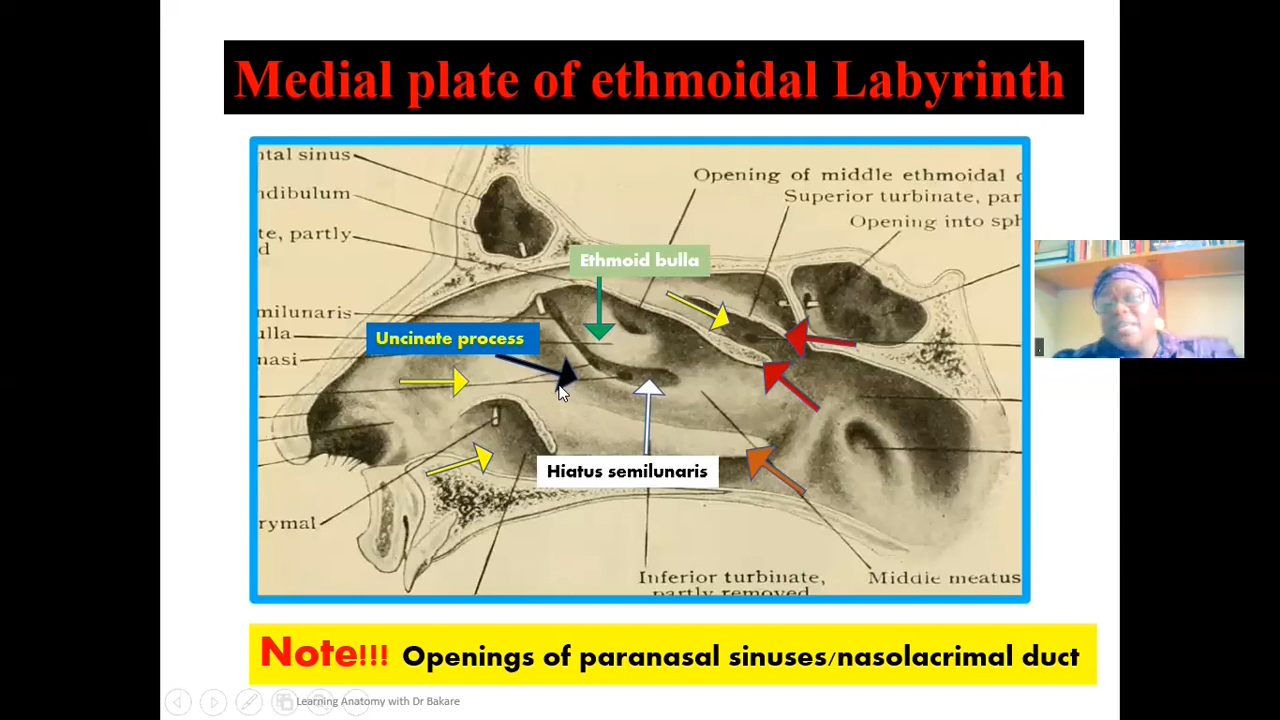 Medial plate of ethmoidal Labyrinth
ntal sinus
Opening of middle ethmoidal c
ndibulum
Superior turbinate, par
Opening into sph
te, partly
d
Ethmoid bulla
milunaris
ulla
Uncinate process
nasi
Hiatus semilunaris
rymal
Inferior turbinate,
partly removed
Middle meatus
Note!!! Openings of paranasal sinuses/nasolacrimal duct
Learning Anatomy with Dr Bakare